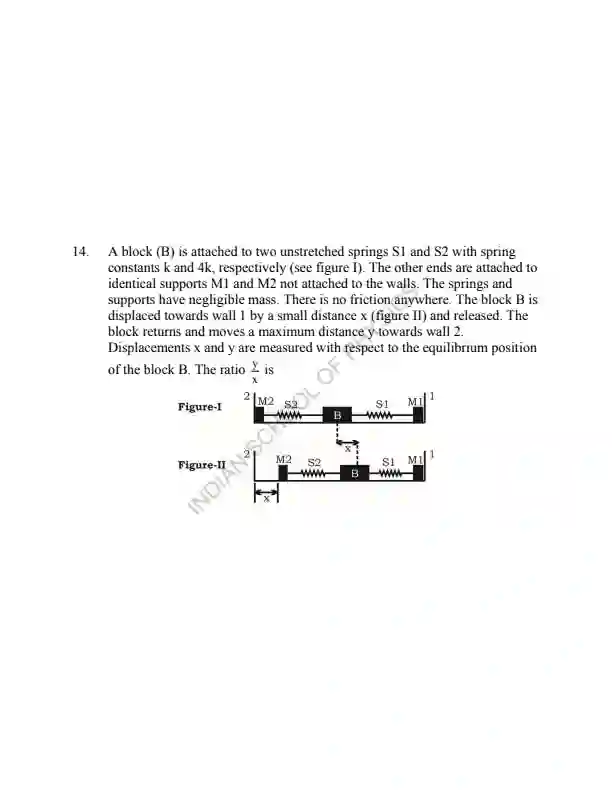 14. A block (B) is attached to two unstretched springs S1 and S2 with spring
constants k and 4k, respectively (see figure I). The other ends are attached to
identical supports M1 and M2 not attached to the walls. The springs and
supports have negligible mass. There is no friction anywhere. The block B is
displaced towards wall 1 by a small distance x (figure II) and released. The
block returns and moves a maximum distance y towards wall 2.
Displacements x and y are measured with respect to the equilibrium position
of the block B. The ratio y/x is
Figure-I 2 M2 S2 B S1 M1 1
x
Figure-II 2 M2 S2 B S1 M1 1
x
INDIAN SCHOOL OF PHYSICS